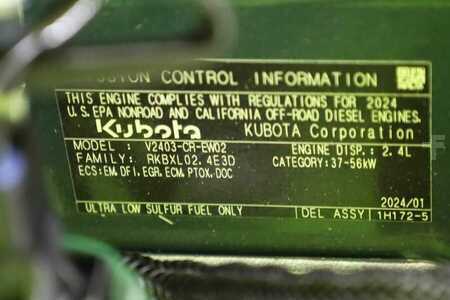 CONTROL INFORMATION
THIS ENGINE COMPLIES WITH REGULATIONS FOR 2024
U.S. EPA NONROAD AND CALIFORNIA OFF-ROAD DIESEL ENGINES.
Kubota KUBOTA Corporation
MODEL : V2403-CR-EW02 ENGINE DISP.: 2.4L
FAMILY: RKBXL02.4E3D CATEGORY:37-56kW
ECS:EM,DFI,EGR,ECM,PTOX,DOC
2024/01
ULTRA LOW SULFUR FUEL ONLY DEL ASSY 1H172-5